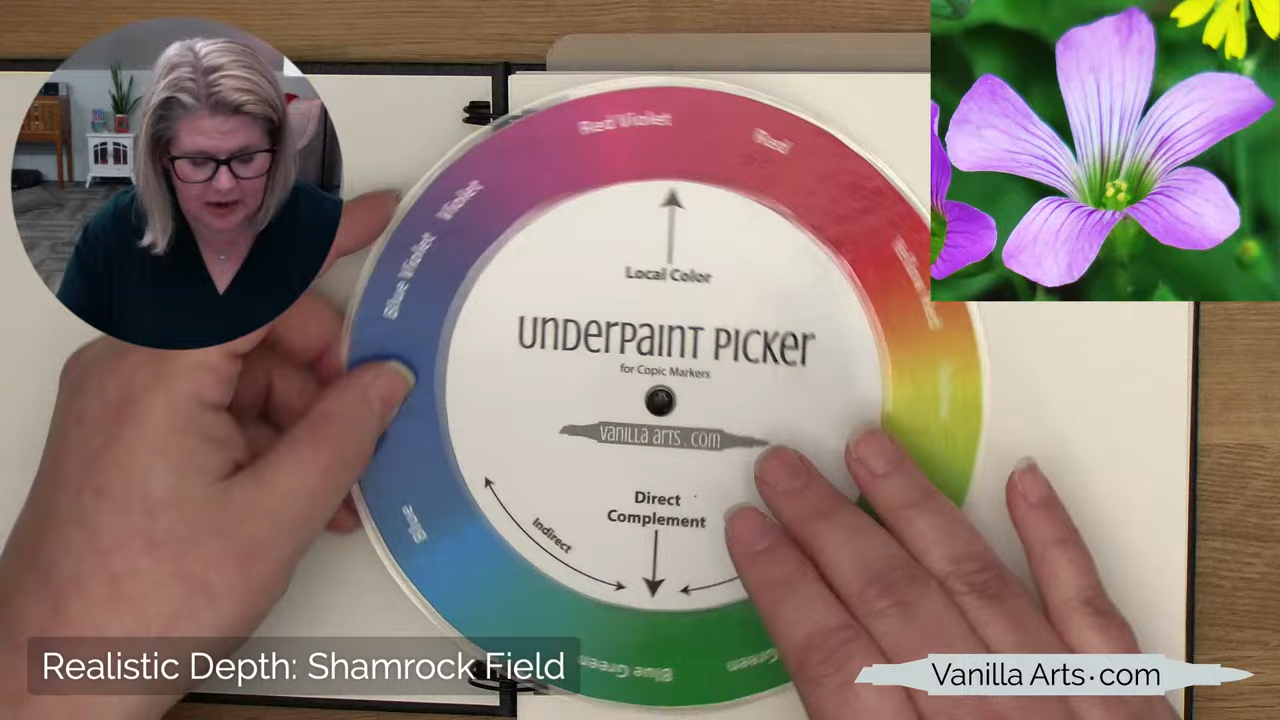 Red Violet
Red
Violet
Blue Violet
Local Color
UNDERPAINT PICKER
for Copic Markers
VANILLA ARTS . COM
Direct
Complement
Indirect
Blue
Blue Green
Green
Realistic Depth: Shamrock Field
Vanilla Arts•com